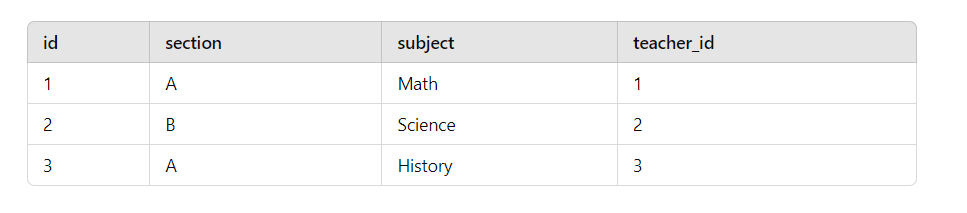 id section subject teacher_id
1 A Math 1
2 B Science 2
3 A History 3